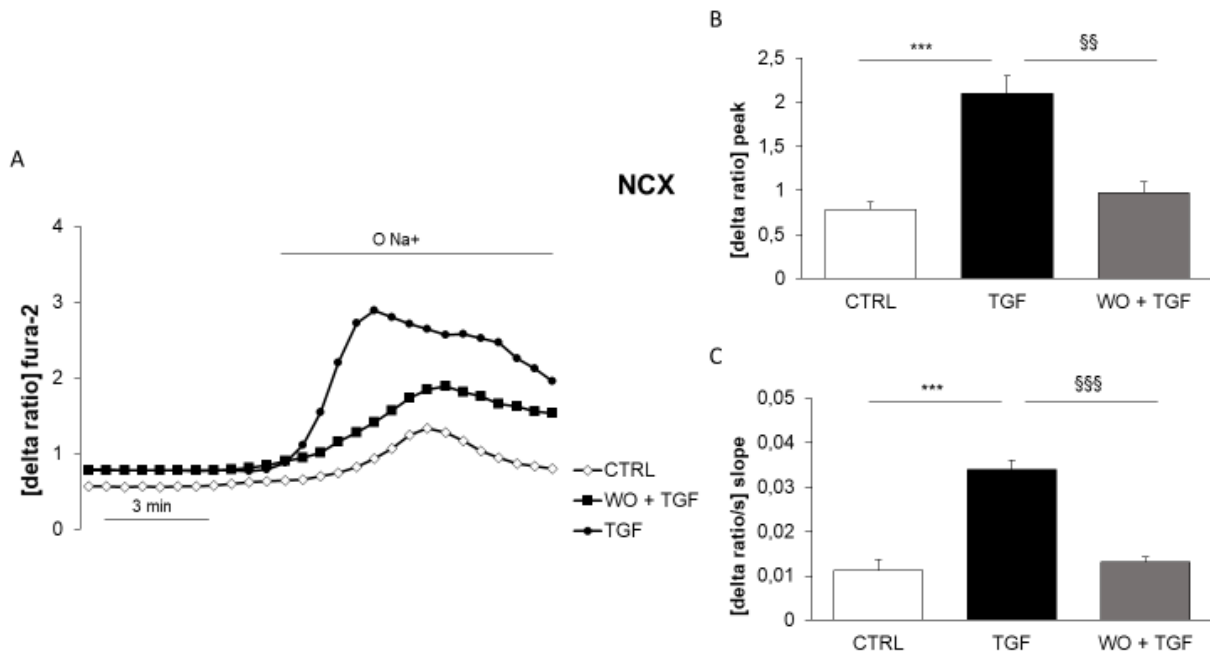 A
NCX
4
3
2
1
0
[delta ratio] fura-2
O Na+
3 min
CTRL
WO + TGF
TGF
B
2,5
2
1,5
1
0,5
0
[delta ratio] peak
***
§§
CTRL
TGF
WO + TGF
C
0,05
0,04
0,03
0,02
0,01
0
[delta ratio/s] slope
***
§§§
CTRL
TGF
WO + TGF